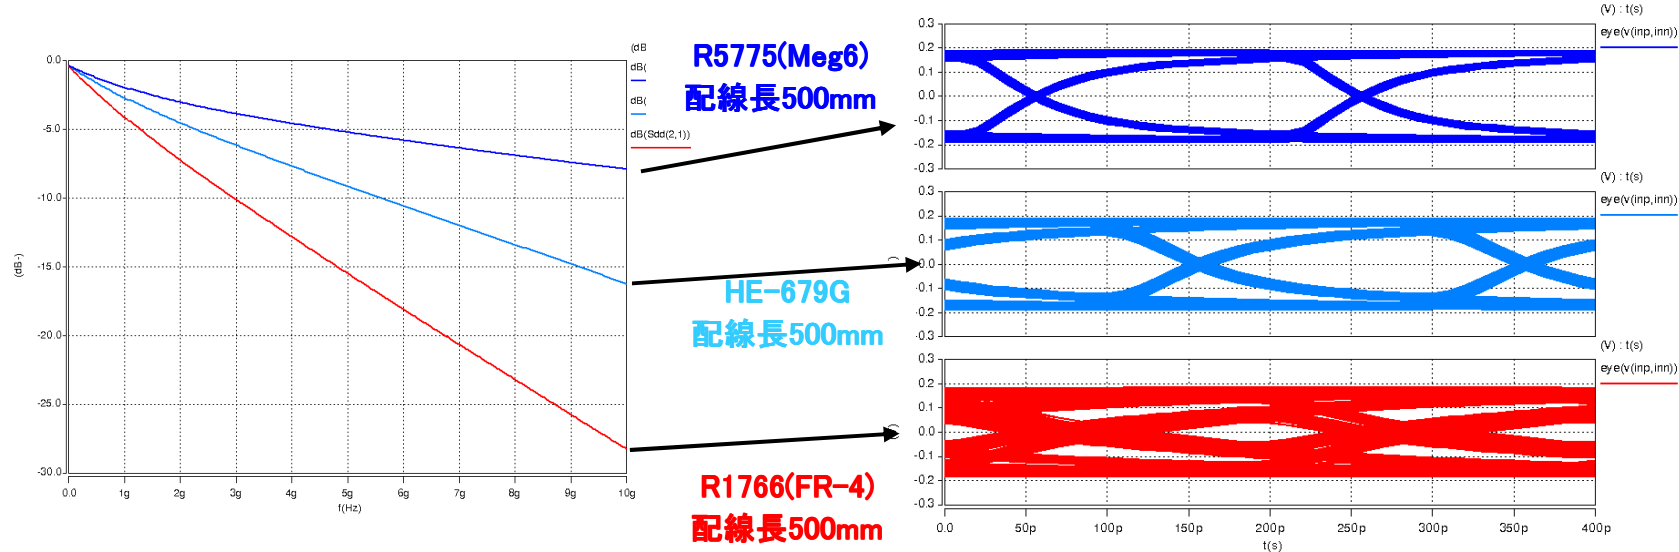 (dB
dB(
dB(
dB(Sdd(2,1))
0.0
-5.0
-10.0
-15.0
-20.0
-25.0
-30.0
(dB-)
0.0 1g 2g 3g 4g 5g 6g 7g 8g 9g 10g
f(Hz)
R5775(Meg6)
配線長500mm
HE-679G
配線長500mm
R1766(FR-4)
配線長500mm
(V) : t(s)
eye(v(inp,inn))
0.3
0.2
0.1
0.0
-0.1
-0.2
-0.3
(V) : t(s)
eye(v(inp,inn))
0.3
0.2
0.1
0.0
-0.1
-0.2
-0.3
(V) : t(s)
eye(v(inp,inn))
0.3
0.2
0.1
0.0
-0.1
-0.2
-0.3
0.0 50p 100p 150p 200p 250p 300p 350p 400p
t(s)